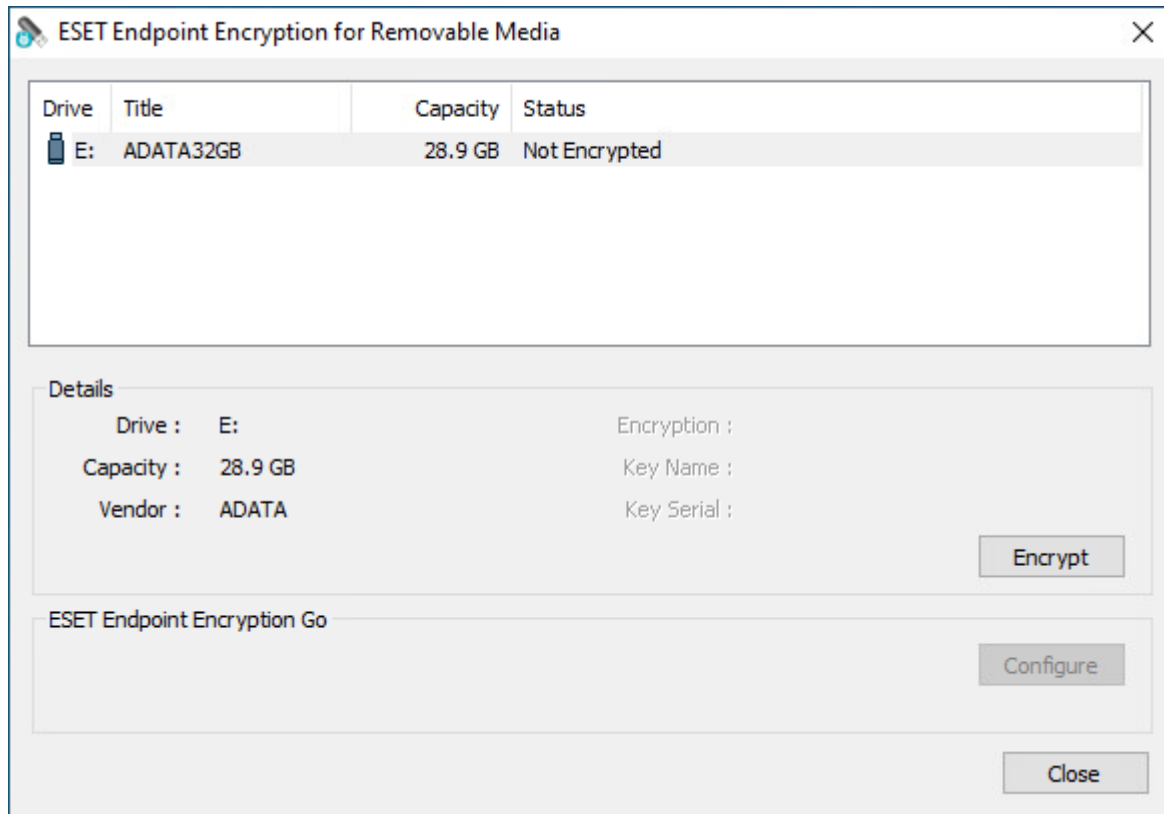 ESET Endpoint Encryption for Removable Media
Drive Title Capacity Status
E: ADATA32GB 28.9 GB Not Encrypted
Details
Drive : E: Encryption :
Capacity : 28.9 GB Key Name :
Vendor : ADATA Key Serial :
Encrypt
ESET Endpoint Encryption Go
Configure
Close